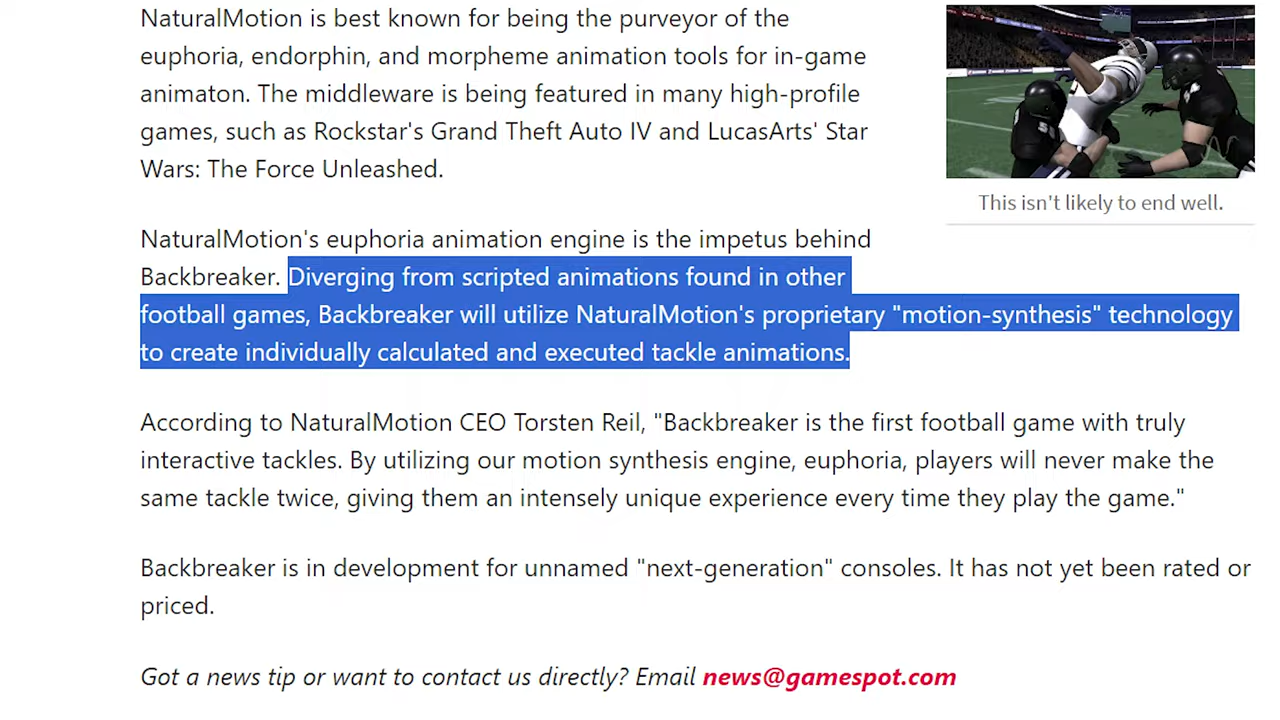 NaturalMotion is best known for being the purveyor of the
euphoria, endorphin, and morpheme animation tools for in-game
animaton. The middleware is being featured in many high-profile
games, such as Rockstar's Grand Theft Auto IV and LucasArts' Star
Wars: The Force Unleashed.
This isn't likely to end well.
NaturalMotion's euphoria animation engine is the impetus behind
Backbreaker. Diverging from scripted animations found in other
football games, Backbreaker will utilize NaturalMotion's proprietary "motion-synthesis" technology
to create individually calculated and executed tackle animations.
According to NaturalMotion CEO Torsten Reil, "Backbreaker is the first football game with truly
interactive tackles. By utilizing our motion synthesis engine, euphoria, players will never make the
same tackle twice, giving them an intensely unique experience every time they play the game."
Backbreaker is in development for unnamed "next-generation" consoles. It has not yet been rated or
priced.
Got a news tip or want to contact us directly? Email news@gamespot.com